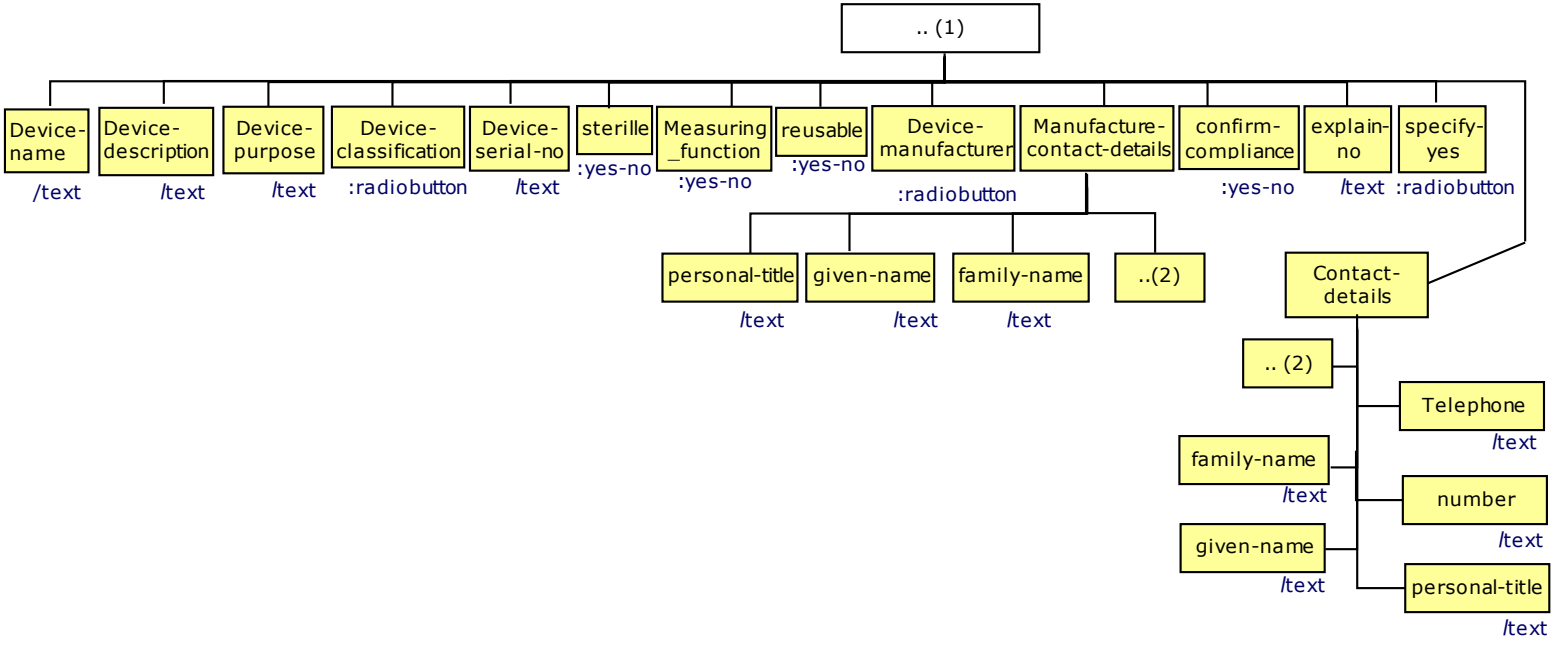 .. (1)
Device-
name
/text
Device-
description
/text
Device-
purpose
/text
Device-
classification
:radiobutton
Device-
serial-no
/text
sterille
:yes-no
Measuring
_function
:yes-no
reusable
:yes-no
Device-
manufacturer
:radiobutton
Manufacture-
contact-details
confirm-
compliance
:yes-no
explain-
no
/text
specify-
yes
:radiobutton
personal-title
/text
given-name
/text
family-name
/text
..(2)
Contact-
details
.. (2)
Telephone
/text
family-name
/text
number
/text
given-name
/text
personal-title
/text